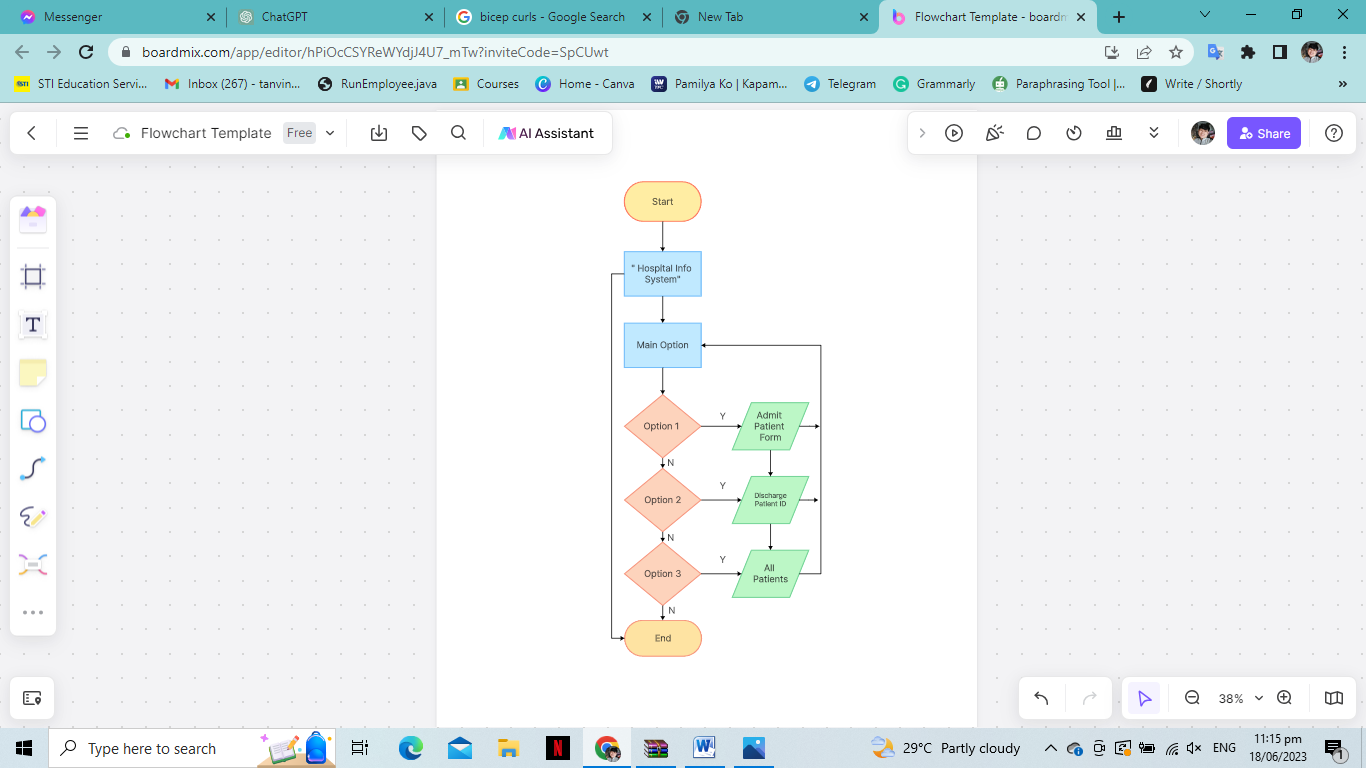 Messenger
ChatGPT
bicep curls - Google Search
New Tab
Flowchart Template - boardm
boardmix.com/app/editor/hPiOcCSYReWYdjJ4U7_mTw?inviteCode=SpCUwt
STI Education Servi...
Inbox (267) - tanvin...
RunEmployee.java
Courses
Home - Canva
Pamilya Ko | Kapam...
Telegram
Grammarly
Paraphrasing Tool |...
Write / Shortly
»
Flowchart Template
Free
AI Assistant
Share
T
Start
" Hospital Info
System"
Main Option
Option 1
Y
Admit
Patient
Form
N
Option 2
Y
Discharge
Patient ID
N
Option 3
Y
All
Patients
N
End
38%
Type here to search
29°C Partly cloudy
ENG
11:15 pm
18/06/2023
1